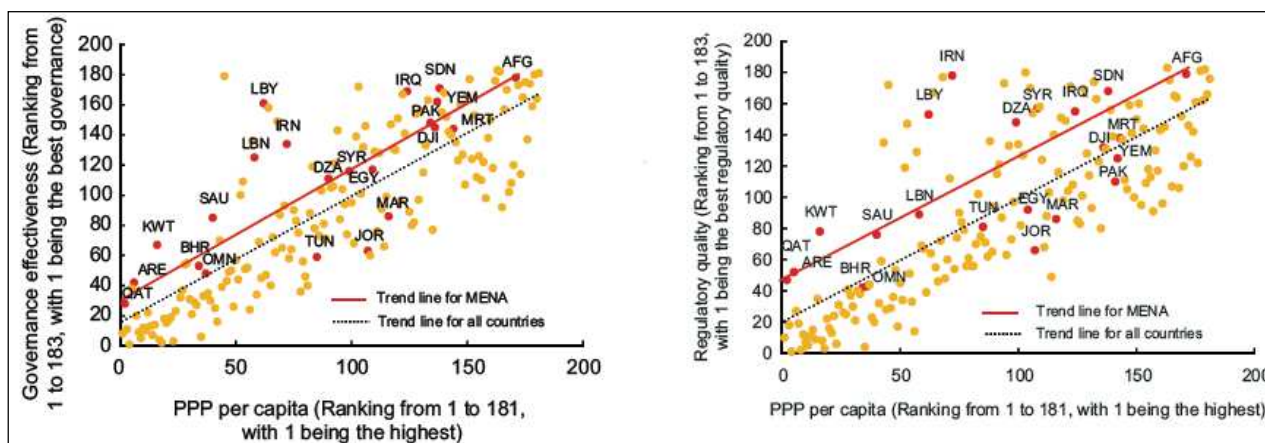 Governance effectiveness (Ranking from
1 to 183, with 1 being the best governance)
200
180
160
140
120
100
80
60
40
20
0
0 50 100 150 200
PPP per capita (Ranking from 1 to 181,
with 1 being the highest)
AFG
SDN
IRQ
LBY
YEM
PAK
MRT
IRN
DJI
LBN
SYR
DZA
EGY
SAU
MAR
KWT
JOR
TUN
BHR
OMN
ARE
QAT
Trend line for MENA
Trend line for all countries
Regulatory quality (Ranking from 1 to 183,
with 1 being the best regulatory quality)
200
180
160
140
120
100
80
60
40
20
0
0 50 100 150 200
PPP per capita (Ranking from 1 to 181, with 1 being the highest)
AFG
IRN
SDN
SYR
IRQ
LBY
DZA
MRT
DJI
YEM
PAK
LBN
EGY
MAR
TUN
SAU
KWT
JOR
QAT
ARE
BHR
OMN
Trend line for MENA
Trend line for all countries